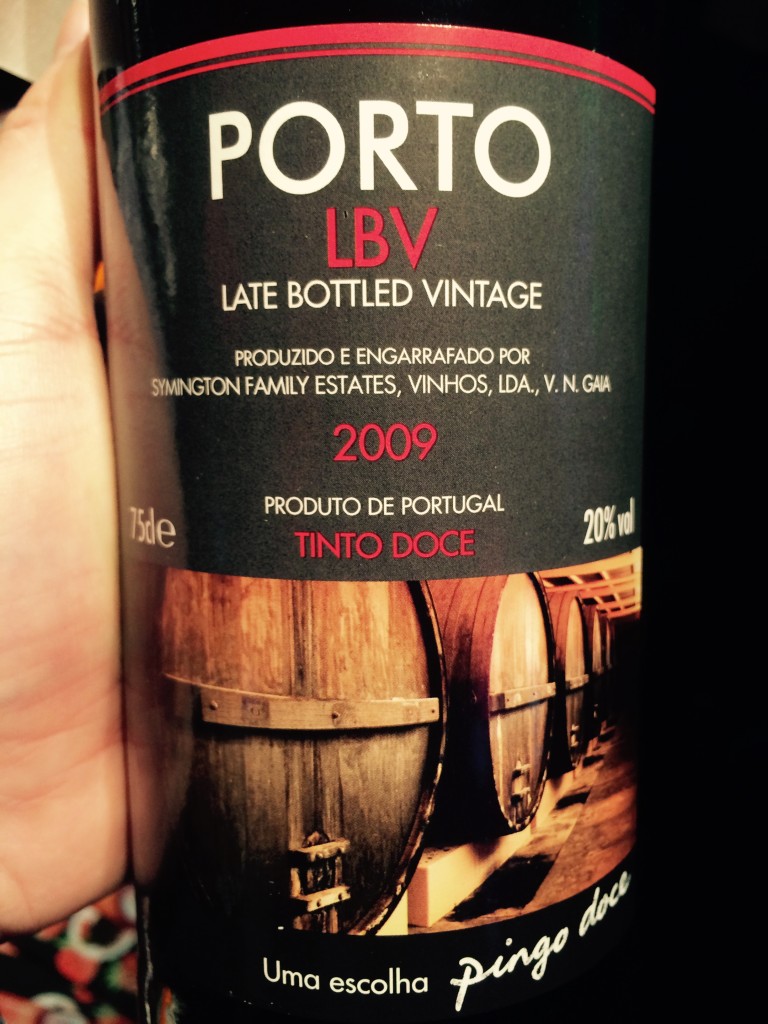 PORTO
LBV
LATE BOTTLED VINTAGE
PRODUZIDO E ENGARRAFADO POR
SYMINGTON FAMILY ESTATES, VINHOS, LDA., V. N. GAIA
2009
PRODUTO DE PORTUGAL
75cl e
TINTO DOCE
20% vol
Uma escolha pingo doce